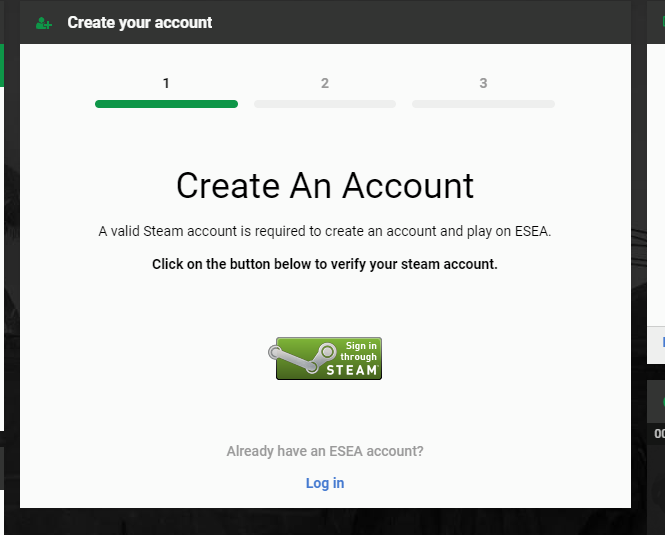 Create your account
1 2 3
Create An Account
A valid Steam account is required to create an account and play on ESEA.
Click on the button below to verify your steam account.
Sign in
through
STEAM
Already have an ESEA account?
Log in